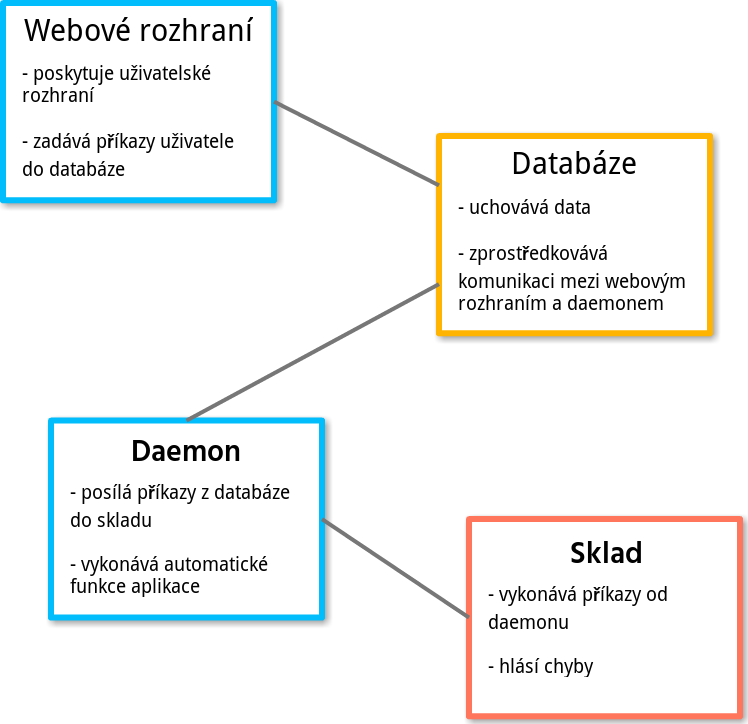 Webové rozhraní
- poskytuje uživatelské
rozhraní
- zadává příkazy uživatele
do databáze
Databáze
- uchovává data
- zprostředkovává
komunikaci mezi webovým
rozhraním a daemonem
Daemon
- posílá příkazy z databáze
do skladu
- vykonává automatické
funkce aplikace
Sklad
- vykonává příkazy od
daemonu
- hlásí chyby